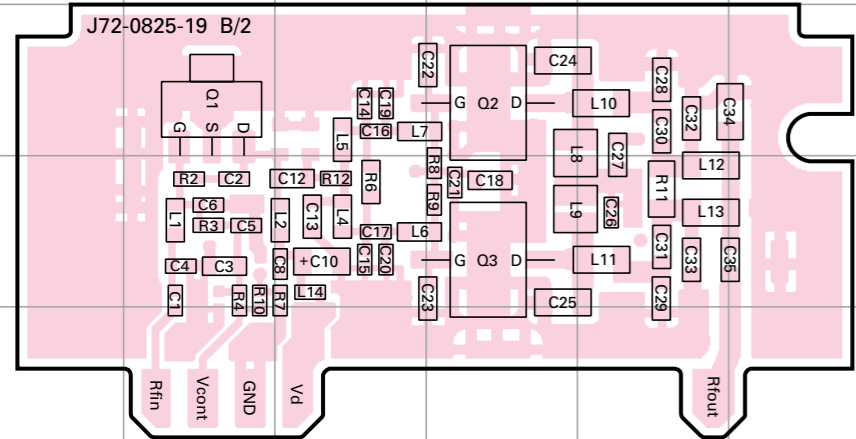 J72-0825-19 B/2
C22
C24
C28
Q1
C14
C19
G
Q2
D
L10
C32
C34
G
S
D
L5
C16
L7
C30
L8
C27
R2
C2
C12
R12
R6
R8
C21
C18
R11
L12
L1
C6
R3
C5
L2
C13
L4
C17
L6
R9
L9
C26
L13
C4
C3
C8
+C10
C15
C20
G
Q3
D
L11
C31
C33
C35
C1
R4
R10
R7
L14
C23
C25
C29
Rfin
Vcont
GND
Vd
Rfout